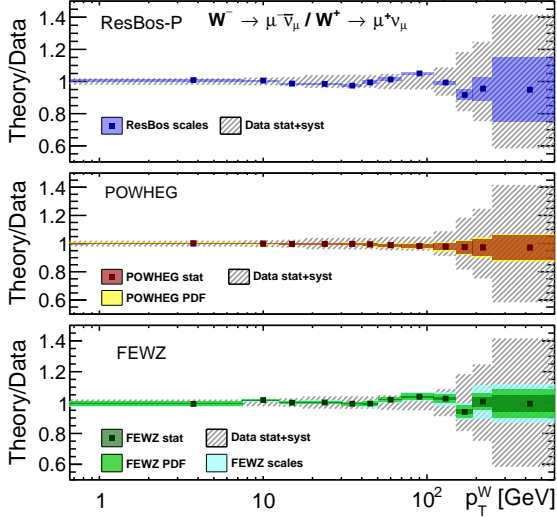 ResBos-P W⁻ → μ⁻ν̄_μ / W⁺ → μ⁺ν_μ
Theory/Data
1.4
1.2
1
0.8
0.6
ResBos scales Data stat+syst
POWHEG
Theory/Data
1.4
1.2
1
0.8
0.6
POWHEG stat Data stat+syst
POWHEG PDF
FEWZ
Theory/Data
1.4
1.2
1
0.8
0.6
FEWZ stat Data stat+syst
FEWZ PDF FEWZ scales
1 10 10² p_T^W [GeV]